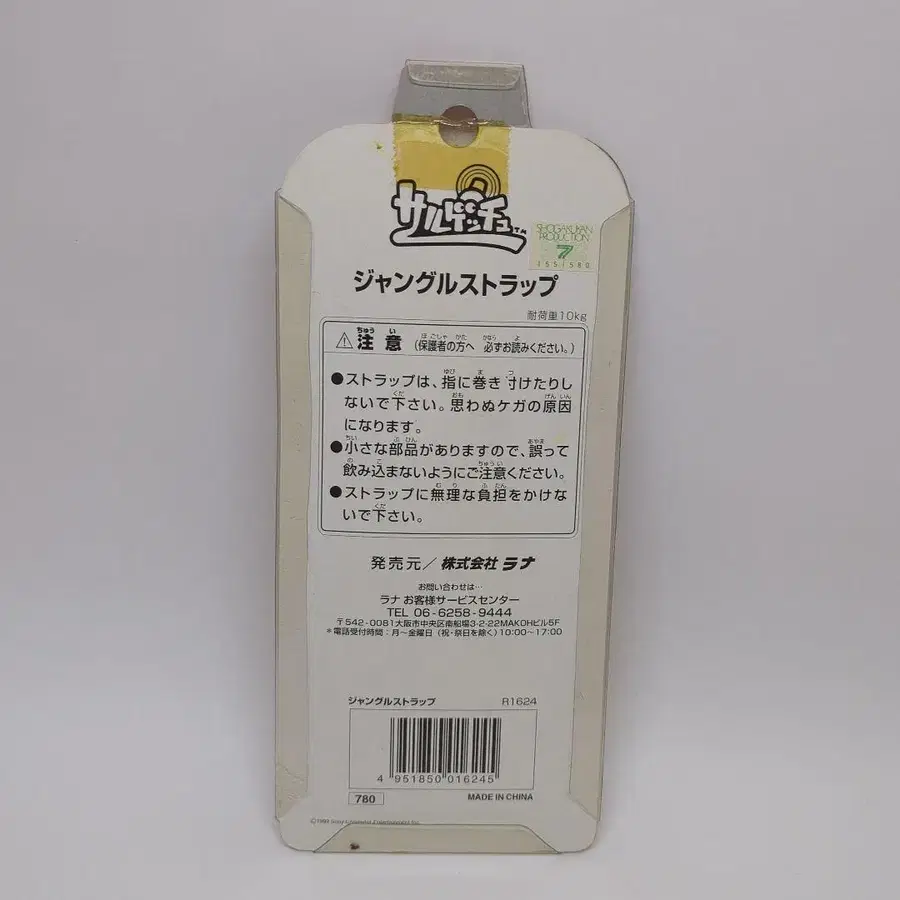 サルゲッチュ™
SHOGAKUKAN
PRODUCTION
7
1551580
ジャングルストラップ
耐荷重10kg
⚠注意（保護者の方へ 必ずお読みください。）
●ストラップは、指に巻き付けたりし
ないで下さい。思わぬケガの原因
になります。
●小さな部品がありますので、誤って
飲み込まないようにご注意ください。
●ストラップに無理な負担をかけな
いで下さい。
発売元／株式会社 ラナ
お問い合わせは…
ラナ お客様サービスセンター
TEL 06-6258-9444
〒542-0081大阪市中央区南船場3-2-22MAKOHビル5F
＊電話受付時間：月～金曜日（祝・祭日を除く）10:00～17:00
ジャングルストラップ R1624
4 951850 016245
780 MADE IN CHINA
Sony Computer Entertainment Inc.